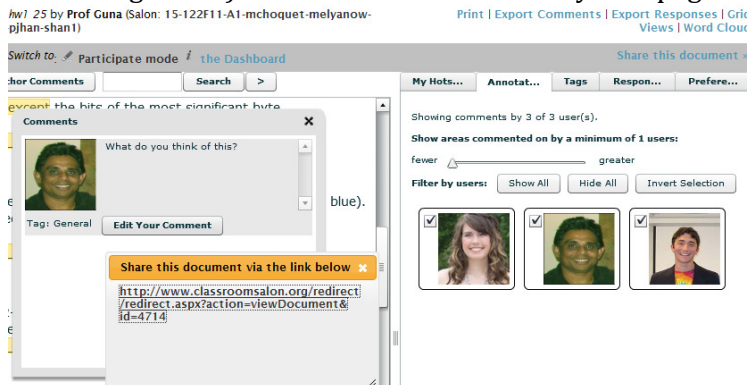 hw1 25 by Prof Guna (Salon: 15-122F11-A1-mchoquet-melyanow-
pjhan-shan1)
Print | Export Comments | Export Responses | Grid
Views | Word Cloud
Switch to: Participate mode i the Dashboard
Share this document »
thor Comments Search >
My Hots... Annotat... Tags Respon... Prefere...
except the bits of the most significant byte
Comments x
What do you think of this?
blue).
Tag: General Edit Your Comment
Share this document via the link below x
http://www.classroomsalon.org/redirect
/redirect.aspx?action=viewDocument&
id=4714
Showing comments by 3 of 3 user(s).
Show areas commented on by a minimum of 1 users:
fewer greater
Filter by users: Show All Hide All Invert Selection